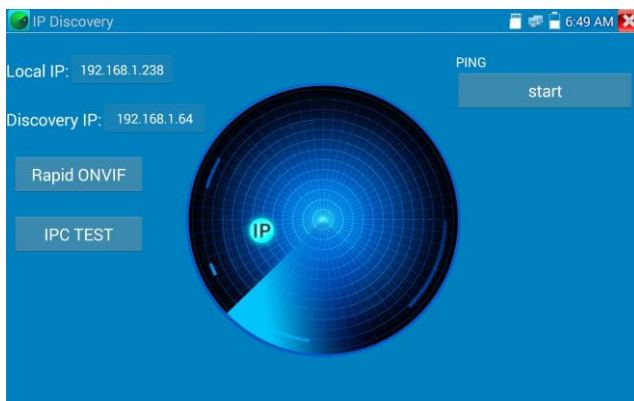 IP Discovery
6:49 AM
Local IP: 192.168.1.238
PING
start
Discovery IP: 192.168.1.64
Rapid ONVIF
IPC TEST
IP